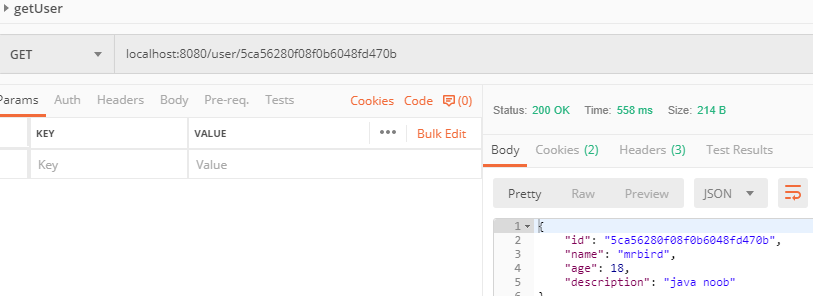 getUser
GET localhost:8080/user/5ca56280f08f0b6048fd470b
Params Auth Headers Body Pre-req. Tests Cookies Code (0)
KEY VALUE ••• Bulk Edit
Key Value
Status: 200 OK Time: 558 ms Size: 214 B
Body Cookies (2) Headers (3) Test Results
Pretty Raw Preview JSON
1 {
2 "id": "5ca56280f08f0b6048fd470b",
3 "name": "mrbird",
4 "age": 18,
5 "description": "java noob"
}